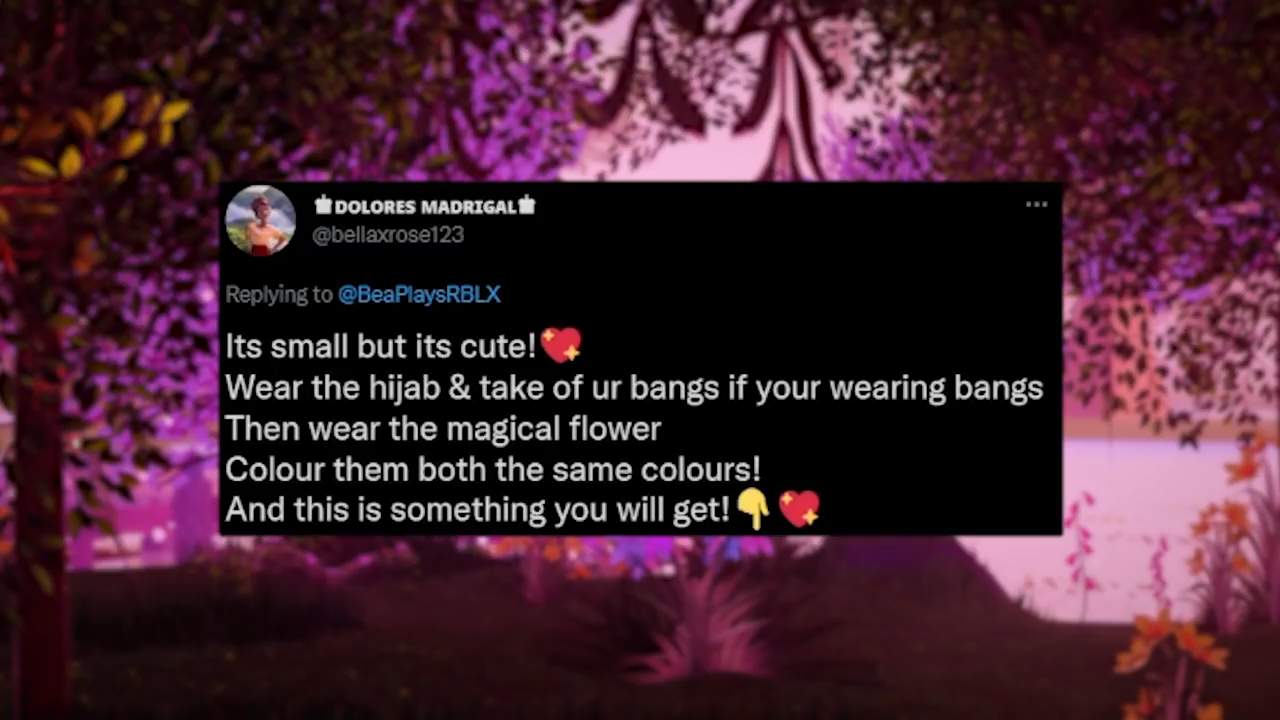 DOLORES MADRIGAL
@bellaxrose123
Replying to @BeaPlaysRBLX
Its small but its cute!💖
Wear the hijab & take of ur bangs if your wearing bangs
Then wear the magical flower
Colour them both the same colours!
And this is something you will get!👇💖